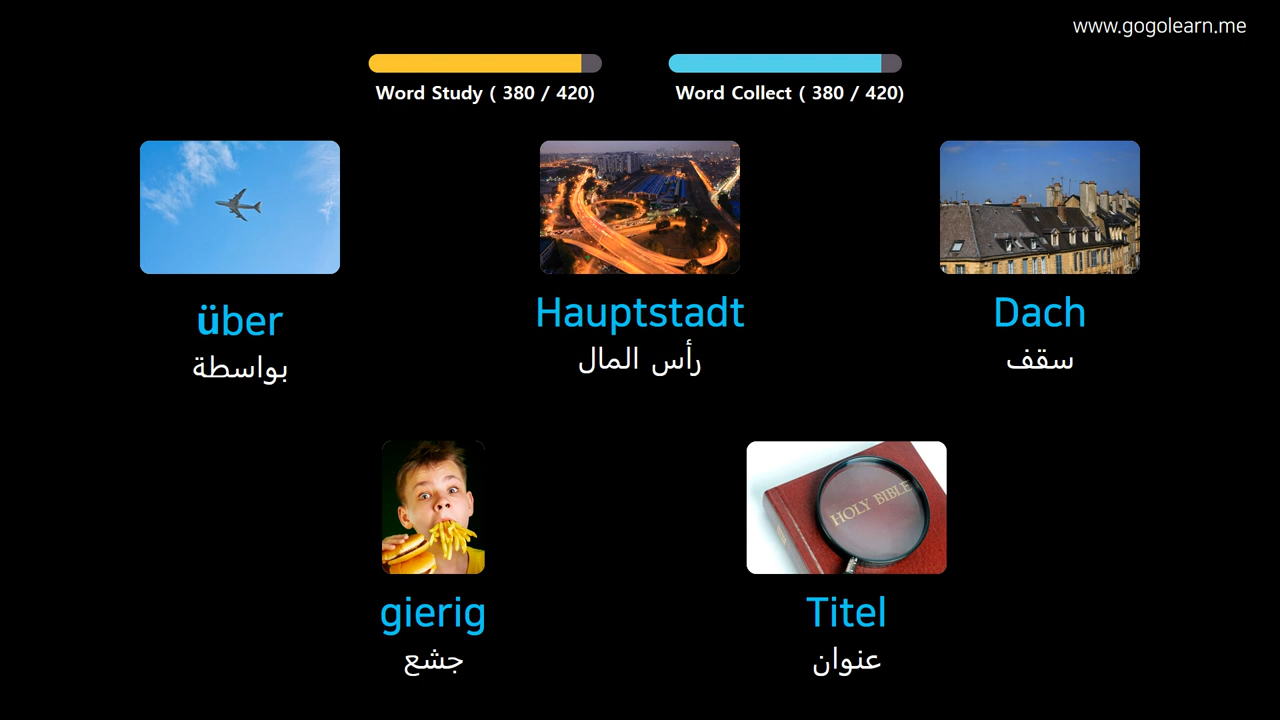 www.gogolearn.me
Word Study ( 380 / 420)
Word Collect ( 380 / 420)
über
بواسطة
Hauptstadt
رأس المال
Dach
سقف
gierig
جشع
HOLY BIBLE
Titel
عنوان